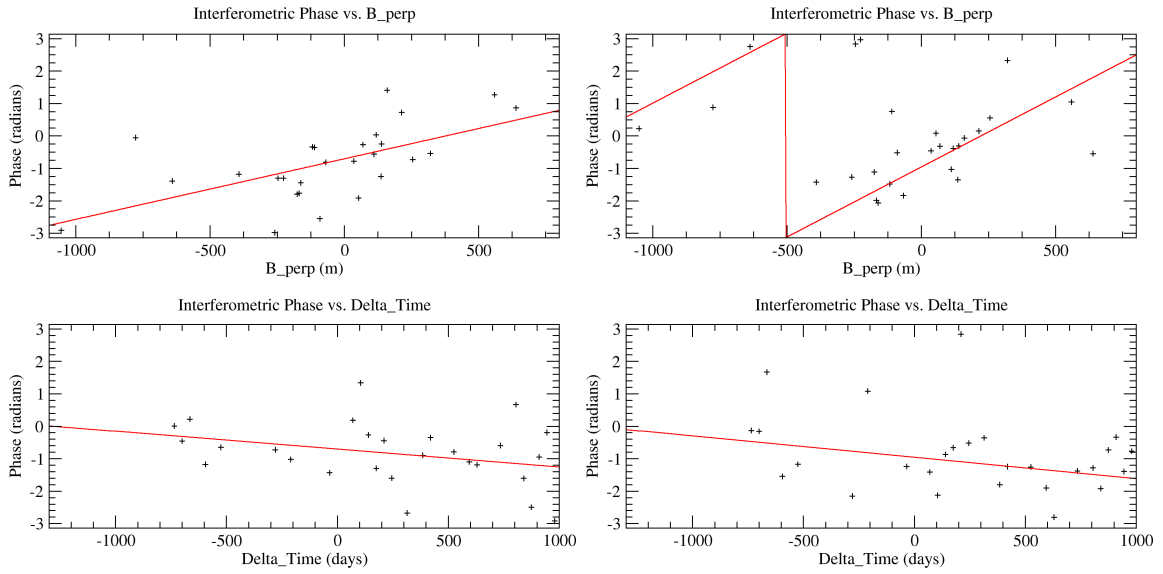 Interferometric Phase vs. B_perp
Phase (radians)
3
2
1
0
-1
-2
-3
-1000 -500 0 500
B_perp (m)
Interferometric Phase vs. B_perp
Phase (radians)
3
2
1
0
-1
-2
-3
-1000 -500 0 500
B_perp (m)
Interferometric Phase vs. Delta_Time
Phase (radians)
3
2
1
0
-1
-2
-3
-1000 -500 0 500 1000
Delta_Time (days)
Interferometric Phase vs. Delta_Time
Phase (radians)
3
2
1
0
-1
-2
-3
-1000 -500 0 500 1000
Delta_Time (days)